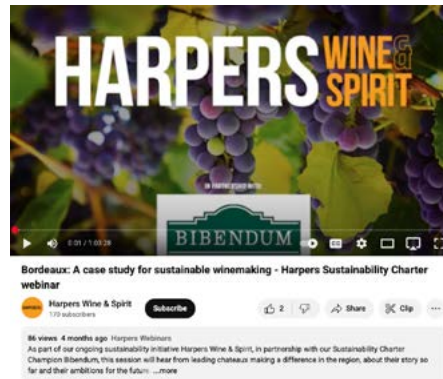 HARPERS WINE &
SPIRIT
IN PARTNERSHIP WITH
BIBENDUM
0:01 / 1:03:28
Bordeaux: A case study for sustainable winemaking - Harpers Sustainability Charter
webinar
Harpers Wine & Spirit
170 subscribers
Subscribe
2
Share
Clip
86 views 4 months ago Harpers Webinars
As part of our ongoing sustainability initiative Harpers Wine & Spirit, in partnership with our Sustainability Charter
Champion Bibendum, this session will hear from leading chateaux making a difference in the region, about their story so
far and their ambitions for the future. ...more